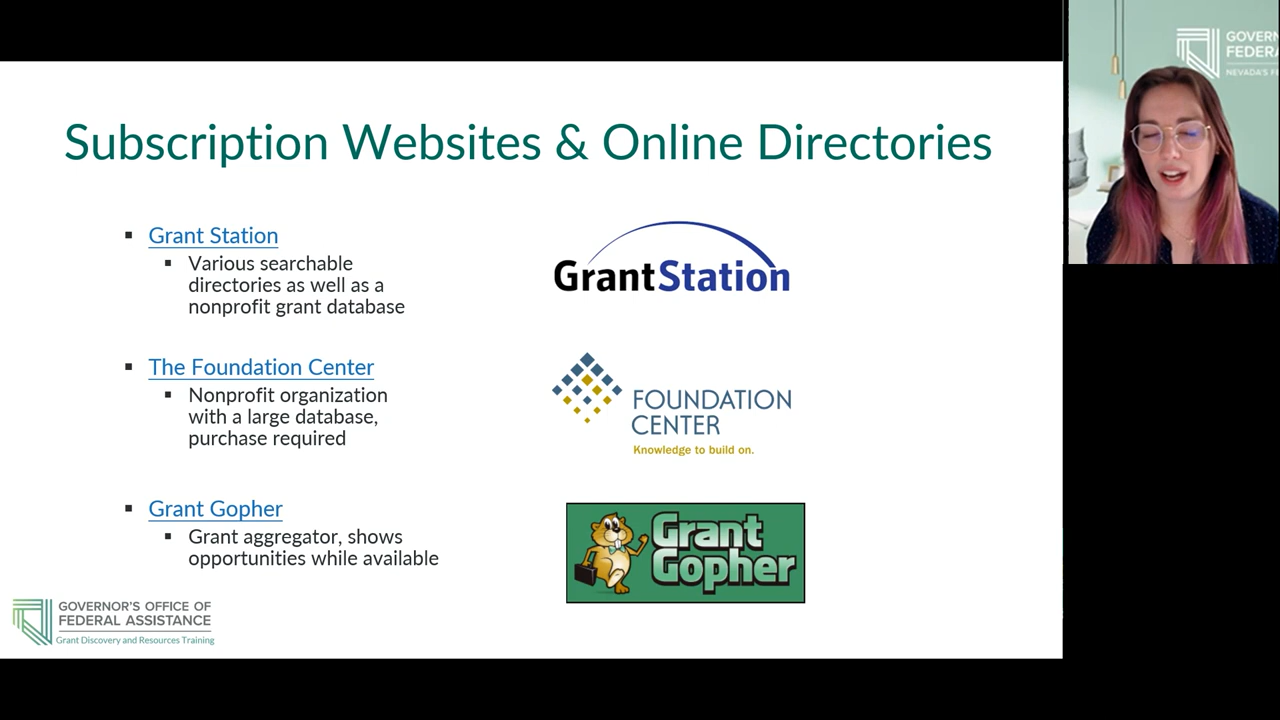 Subscription Websites & Online Directories
▪ Grant Station
▪ Various searchable
directories as well as a
nonprofit grant database
GrantStation
▪ The Foundation Center
▪ Nonprofit organization
with a large database,
purchase required
FOUNDATION
CENTER
Knowledge to build on.
▪ Grant Gopher
▪ Grant aggregator, shows
opportunities while available
Grant
Gopher
GOVERNOR'S OFFICE OF
FEDERAL ASSISTANCE
Grant Discovery and Resources Training
GOVERN
FEDERA
NEVADA'S F